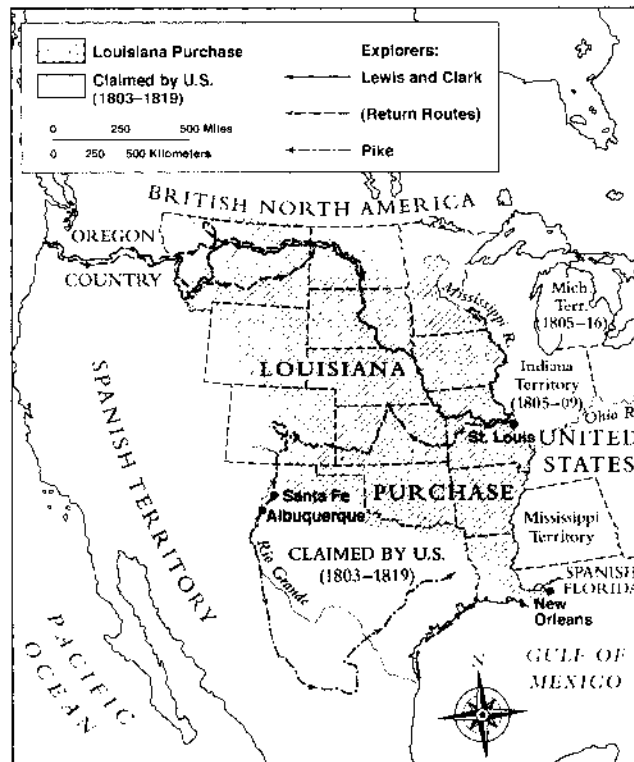 Louisiana Purchase
Claimed by U.S.
(1803–1819)
0 250 500 Miles
0 250 500 Kilometers
Explorers:
Lewis and Clark
(Return Routes)
Pike
BRITISH NORTH AMERICA
OREGON
COUNTRY
Mississippi R.
Mich.
Terr.
(1805–16)
LOUISIANA
Indiana
Territory
(1805–09)
Ohio R
St. Louis
UNITED
STATES
SPANISH TERRITORY
PURCHASE
Santa Fe
Albuquerque
Mississippi
Territory
CLAIMED BY U.S.
(1803–1819)
Rio Grande
SPANISH
FLORIDA
New
Orleans
PACIFIC
OCEAN
N
GULF OF
MEXICO